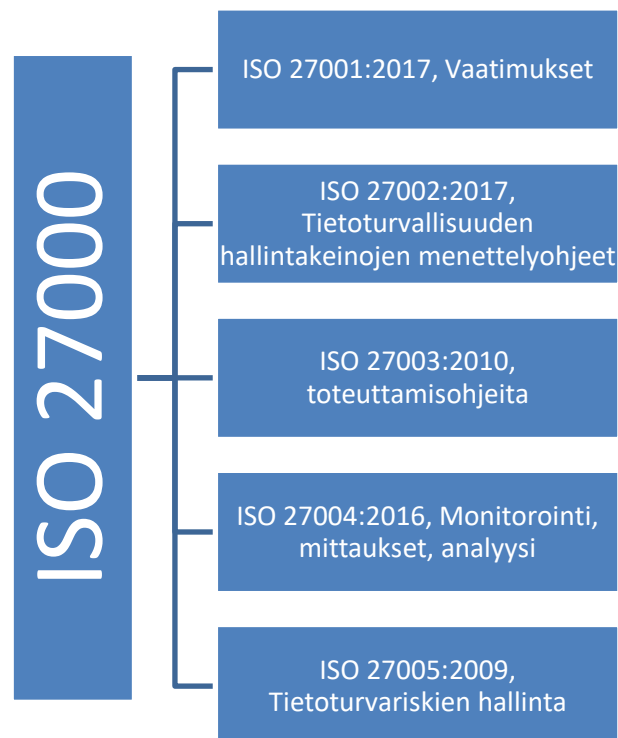 ISO 27000
ISO 27001:2017, Vaatimukset
ISO 27002:2017,
Tietoturvallisuuden
hallintakeinojen menettelyohjeet
ISO 27003:2010,
toteuttamisohjeita
ISO 27004:2016, Monitorointi,
mittaukset, analyysi
ISO 27005:2009,
Tietoturvariskien hallinta